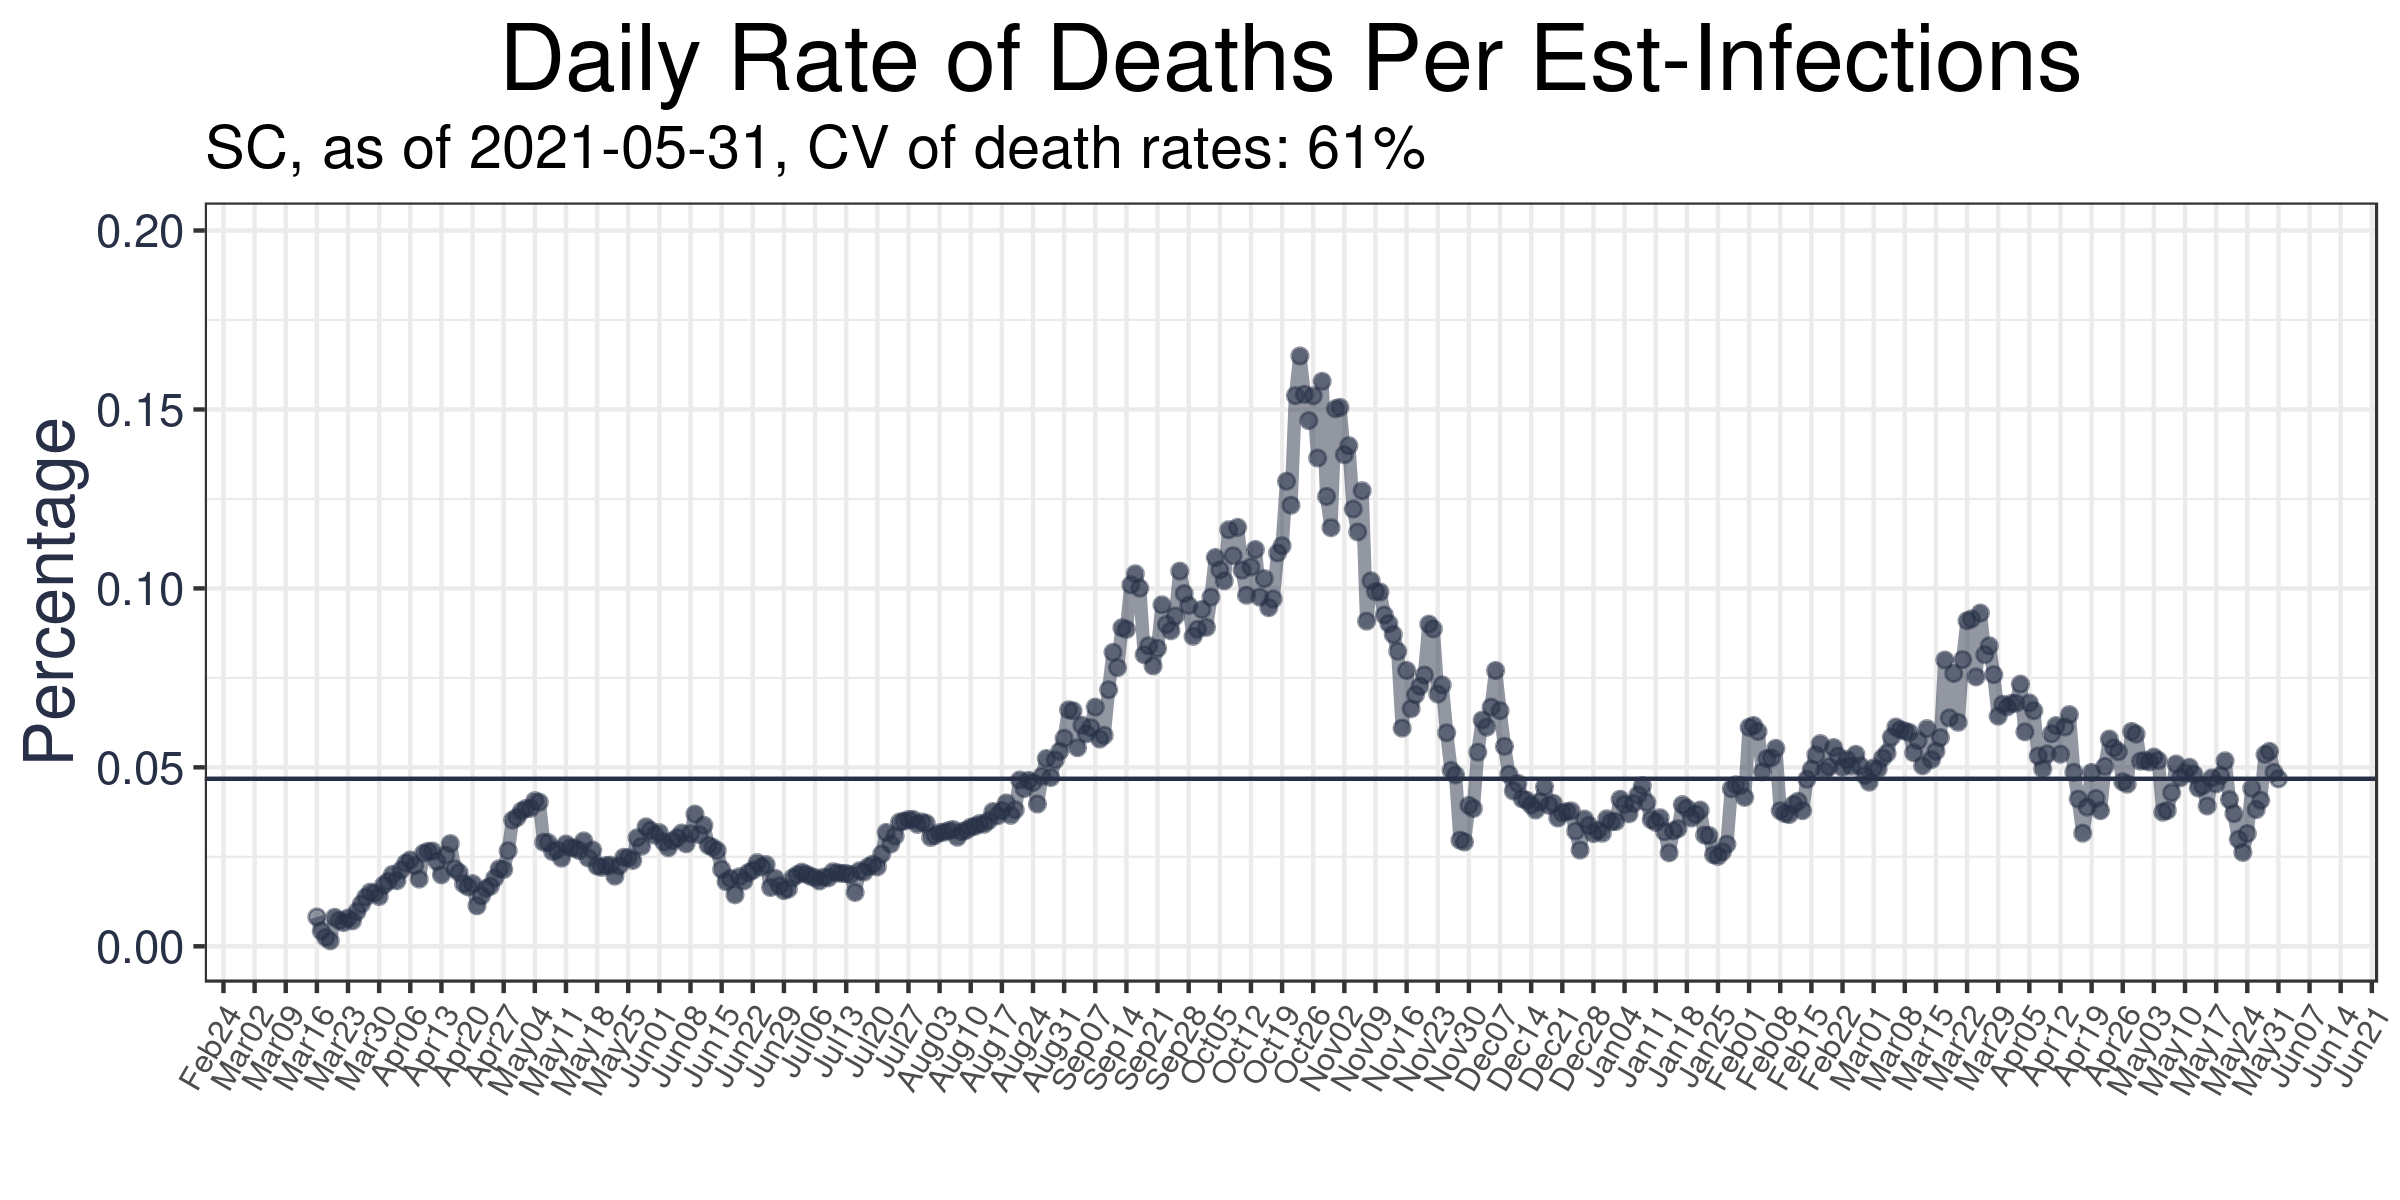 Daily Rate of Deaths Per Est-Infections
SC, as of 2021-05-31, CV of death rates: 61%
Percentage
0.20
0.15
0.10
0.05
0.00
Feb24
Mar02
Mar09
Mar16
Mar23
Mar30
Apr06
Apr13
Apr20
Apr27
May04
May11
May18
May25
Jun01
Jun08
Jun15
Jun22
Jun29
Jul06
Jul13
Jul20
Jul27
Aug03
Aug10
Aug17
Aug24
Aug31
Sep07
Sep14
Sep21
Sep28
Oct05
Oct12
Oct19
Oct26
Nov02
Nov09
Nov16
Nov23
Nov30
Dec07
Dec14
Dec21
Dec28
Jan04
Jan11
Jan18
Jan25
Feb01
Feb08
Feb15
Feb22
Mar01
Mar08
Mar15
Mar22
Mar29
Apr05
Apr12
Apr19
Apr26
May03
May10
May17
May24
May31
Jun07
Jun14
Jun21